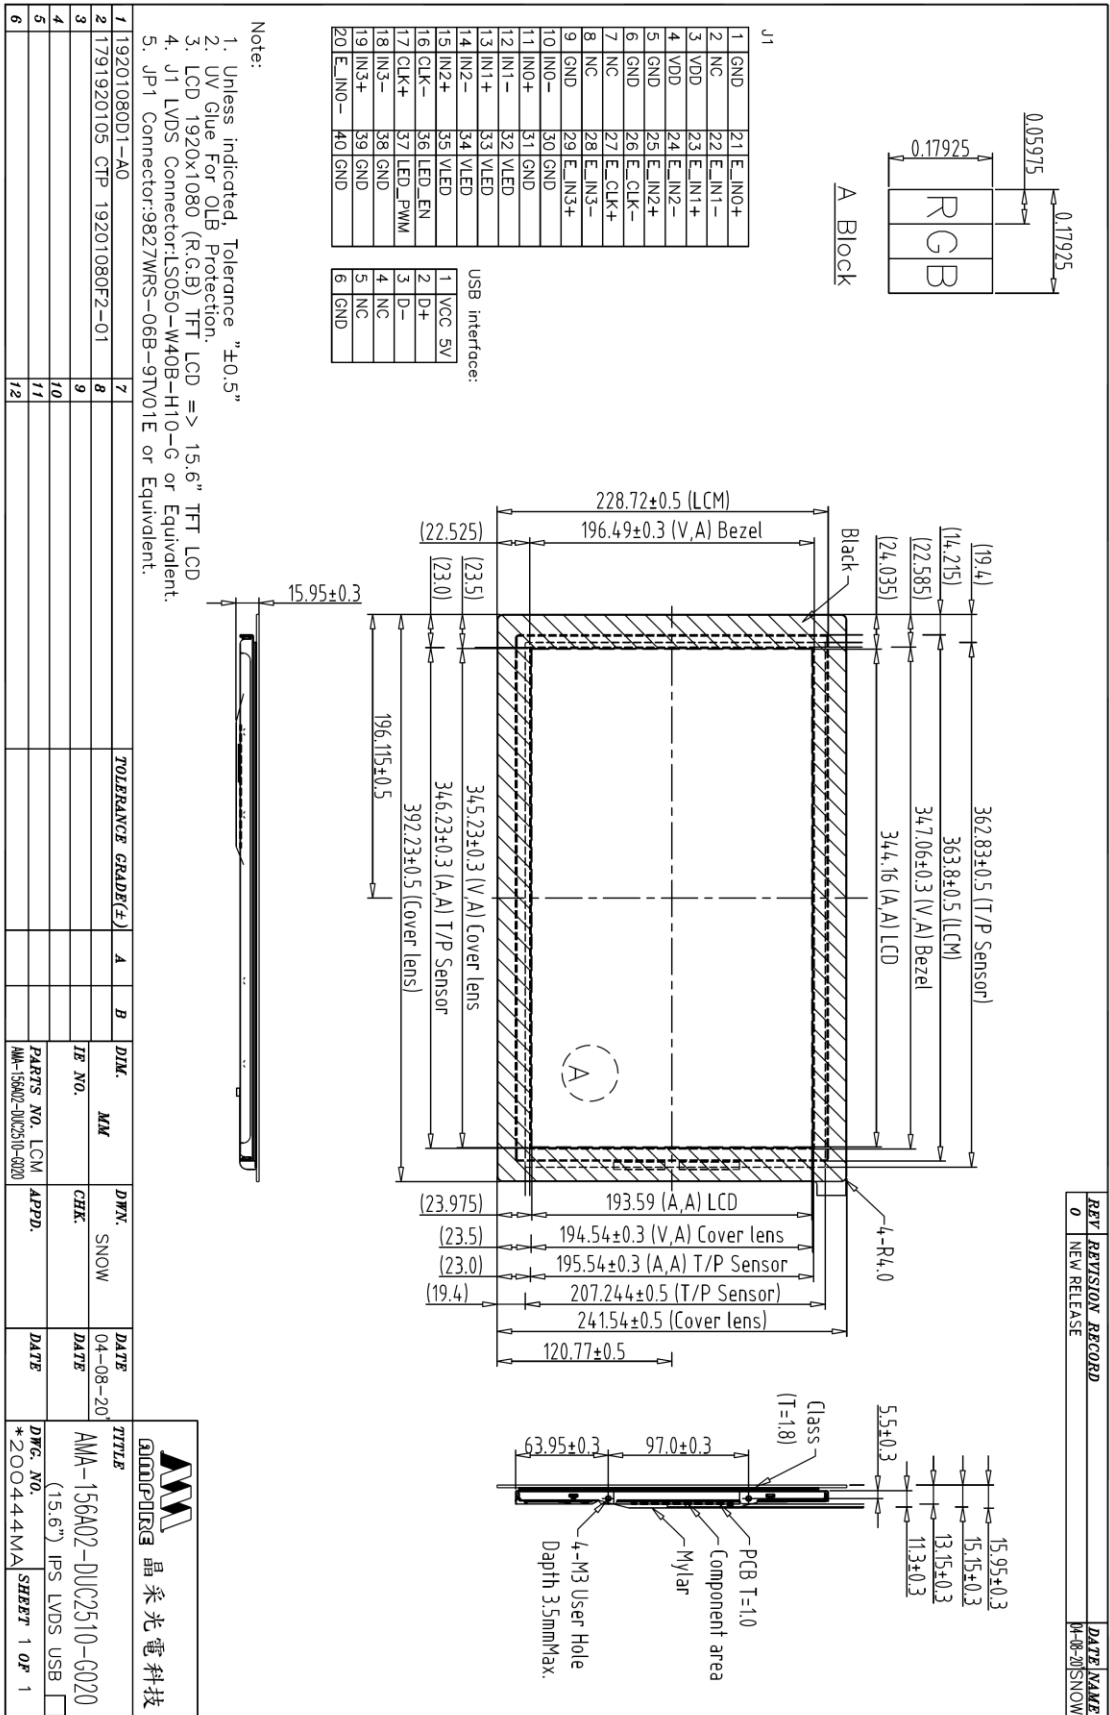 REV REVISION RECORD DATE NAME
0 NEW RELEASE 04-08-20' SNOW
0.05975
0.17925
0.17925
R G B
A Block
J1
1 GND 21 E_IN0+
2 NC 22 E_IN1-
3 VDD 23 E_IN1+
4 VDD 24 E_IN2-
5 GND 25 E_IN2+
6 GND 26 E_CLK-
7 NC 27 E_CLK+
8 NC 28 E_IN3-
9 GND 29 E_IN3+
10 IN0- 30 GND
11 IN0+ 31 GND
12 IN1- 32 VLED
13 IN1+ 33 VLED
14 IN2- 34 VLED
15 IN2+ 35 VLED
16 CLK- 36 LED_EN
17 CLK+ 37 LED_PWM
18 IN3- 38 GND
19 IN3+ 39 GND
20 E_IN0- 40 GND
USB interface:
1 VCC 5V
2 D+
3 D-
4 NC
5 NC
6 GND
(19.4)
362.83±0.5 (T/P Sensor)
(14.215)
363.8±0.5 (LCM)
(22.585)
347.06±0.3 (V,A) Bezel
(24.035)
344.16 (A,A) LCD
Black
4-R4.0
228.72±0.5 (LCM)
196.49±0.3 (V,A) Bezel
(22.525)
A
193.59 (A,A) LCD
(23.975)
194.54±0.3 (V,A) Cover lens
(23.5)
195.54±0.3 (A,A) T/P Sensor
(23.0)
207.244±0.5 (T/P Sensor)
(19.4)
241.54±0.5 (Cover lens)
120.77±0.5
(23.5)
345.23±0.3 (V,A) Cover lens
(23.0)
346.23±0.3 (A,A) T/P Sensor
392.23±0.5 (Cover lens)
196.115±0.5
15.95±0.3
15.95±0.3
15.15±0.3
13.15±0.3
11.3±0.3
5.5±0.3
Class
(T=1.8)
63.95±0.3
97.0±0.3
PCB T=1.0
Component area
Mylar
4-M3 User Hole
Dapth 3.5mmMax.
Note:
1. Unless indicated, Tolerance "±0.5"
2. UV Glue For OLB Protection.
3. LCD 1920x1080 (R.G.B) TFT LCD => 15.6" TFT LCD
4. J1 LVDS Connector:LS050-W40B-H10-G or Equivalent.
5. JP1 Connector:9827WRS-06B-9TV01E or Equivalent.
1 19201080D1-A0 7
2 1791920105 CTP 19201080F2-01 8
3 9
4 10
5 11
6 12
TOLERANCE GRADE(±) A B
DIM. MM
IE NO.
PARTS NO. LCM
AMA-156A02-DUC2510-G020
DWN. SNOW DATE 04-08-20'
CHK. DATE
APPD. DATE
AMPIRE 晶采光電科技
TITLE
AMA-156A02-DUC2510-G020
(15.6") IPS LVDS USB
DWG. NO.
*200444MA SHEET 1 OF 1